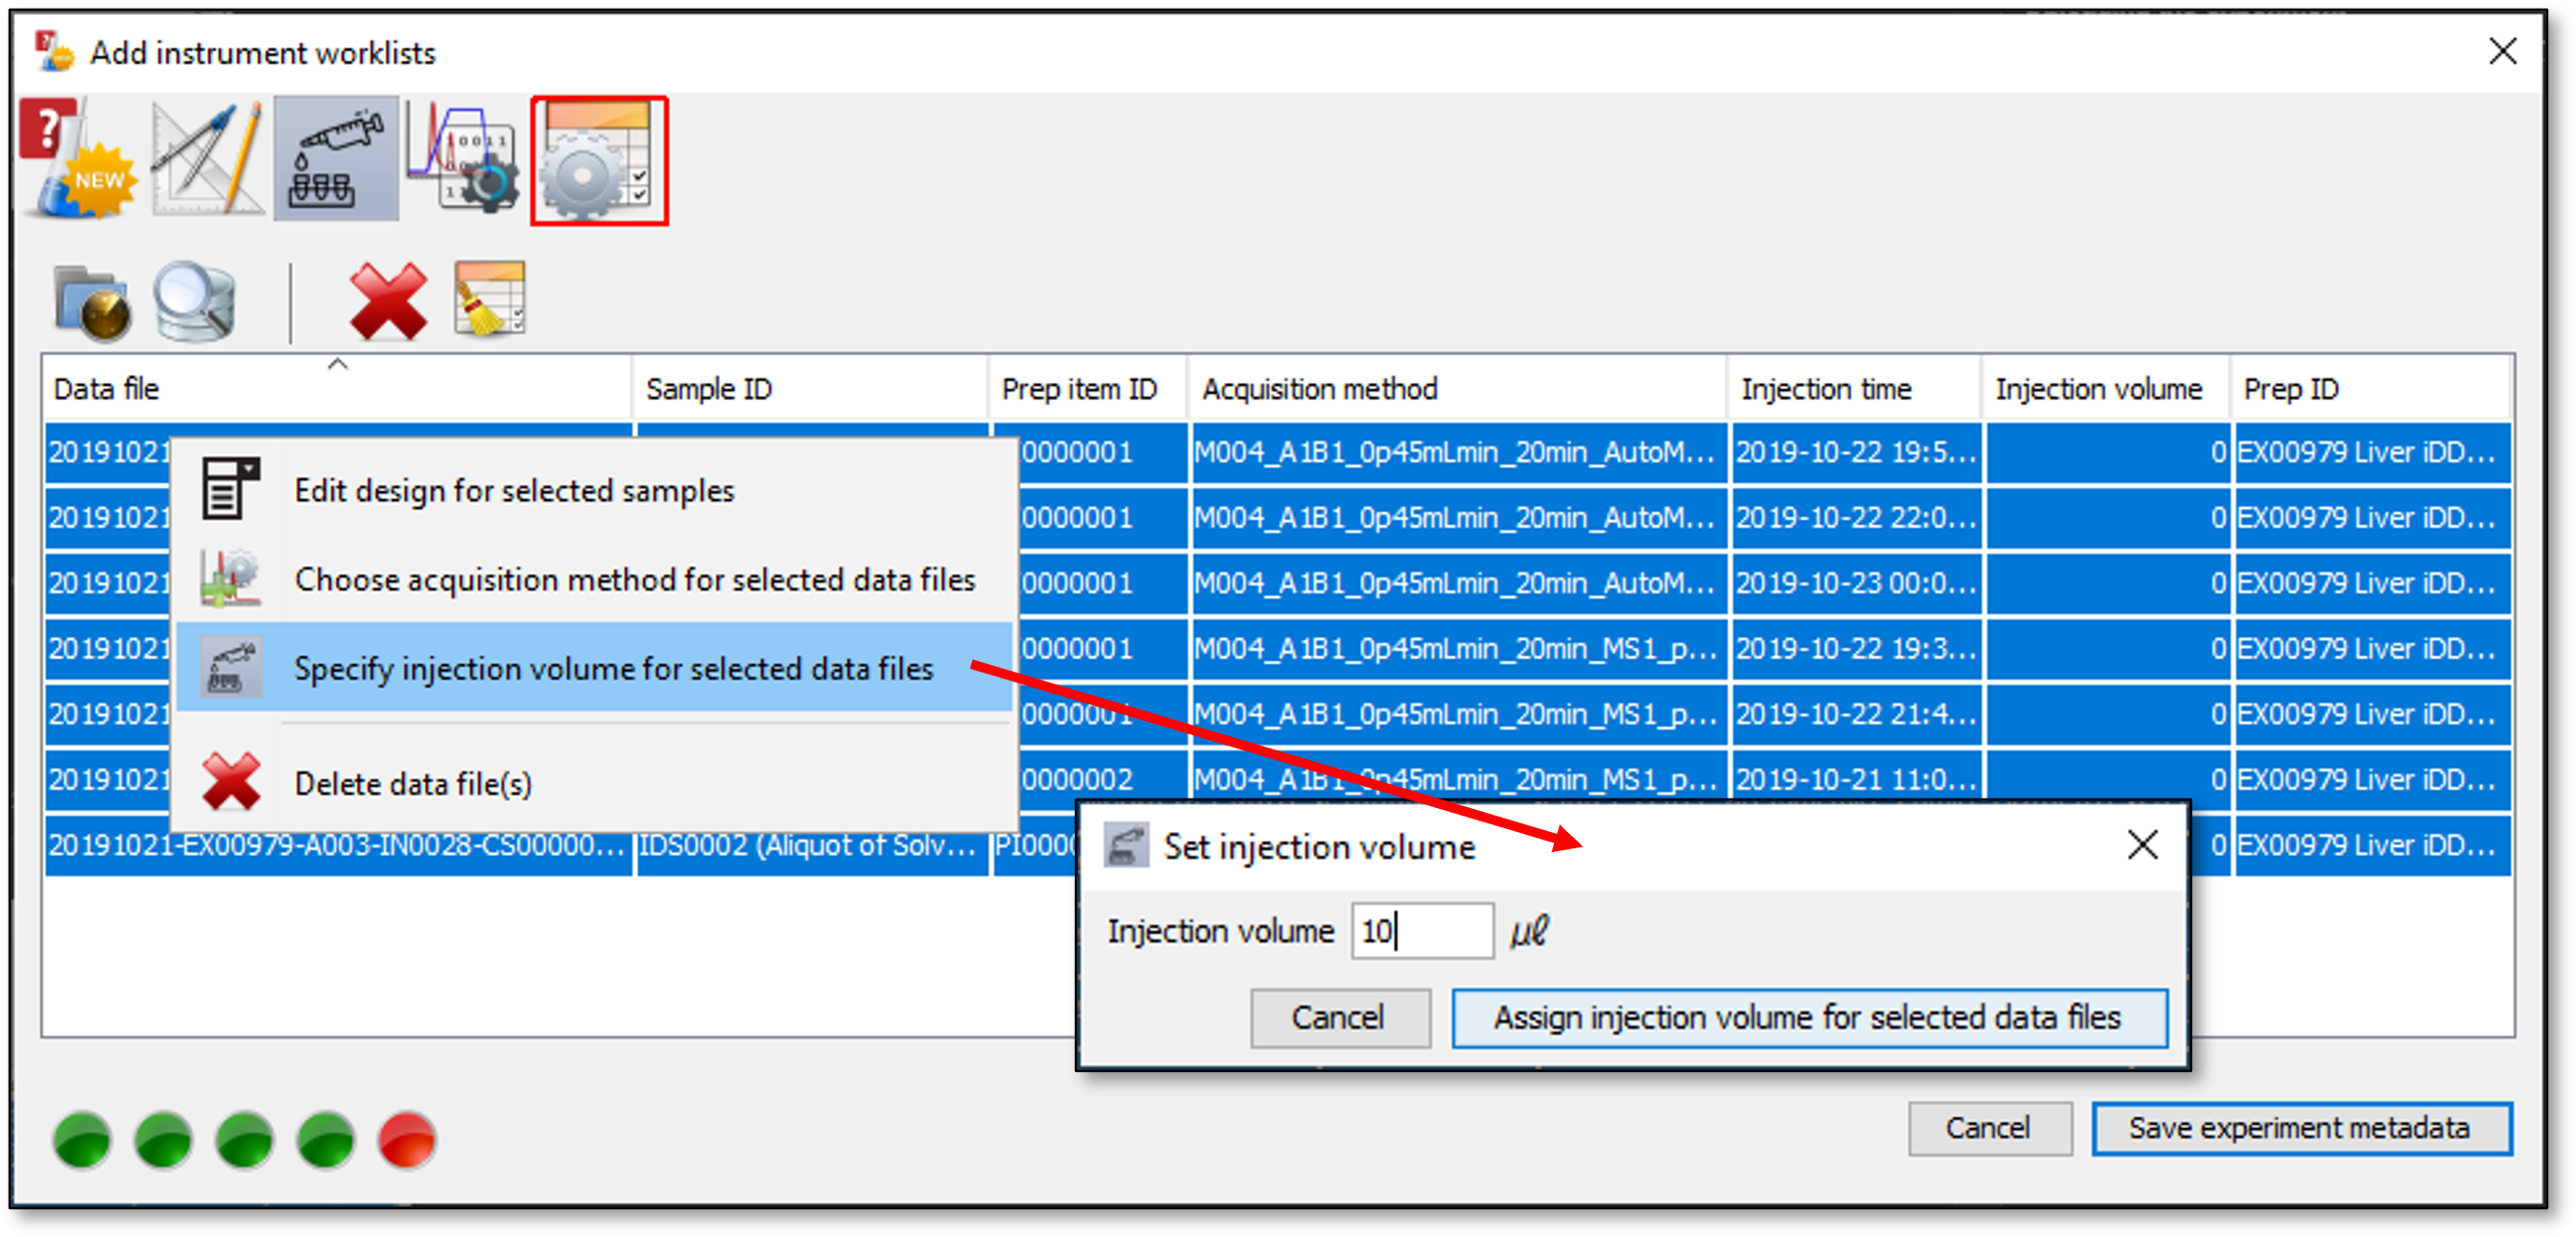 Add instrument worklists
?
NEW
Data file Sample ID Prep item ID Acquisition method Injection time Injection volume Prep ID
20191021 0000001 M004_A1B1_0p45mLmin_20min_AutoM... 2019-10-22 19:5... 0 EX00979 Liver iDD...
Edit design for selected samples
20191021 0000001 M004_A1B1_0p45mLmin_20min_AutoM... 2019-10-22 22:0... 0 EX00979 Liver iDD...
Choose acquisition method for selected data files
20191021 0000001 M004_A1B1_0p45mLmin_20min_AutoM... 2019-10-23 00:0... 0 EX00979 Liver iDD...
20191021 0000001 M004_A1B1_0p45mLmin_20min_MS1_p... 2019-10-22 19:3... 0 EX00979 Liver iDD...
Specify injection volume for selected data files
20191021 0000001 M004_A1B1_0p45mLmin_20min_MS1_p... 2019-10-22 21:4... 0 EX00979 Liver iDD...
20191021 0000002 M004_A1B1_0p45mLmin_20min_MS1_p... 2019-10-21 11:0... 0 EX00979 Liver iDD...
Delete data file(s)
20191021-EX00979-A003-IN0028-CS00000... IDS0002 (Aliquot of Solv... PI000 0 EX00979 Liver iDD...
Set injection volume
Injection volume 10 µℓ
Cancel Assign injection volume for selected data files
Cancel Save experiment metadata